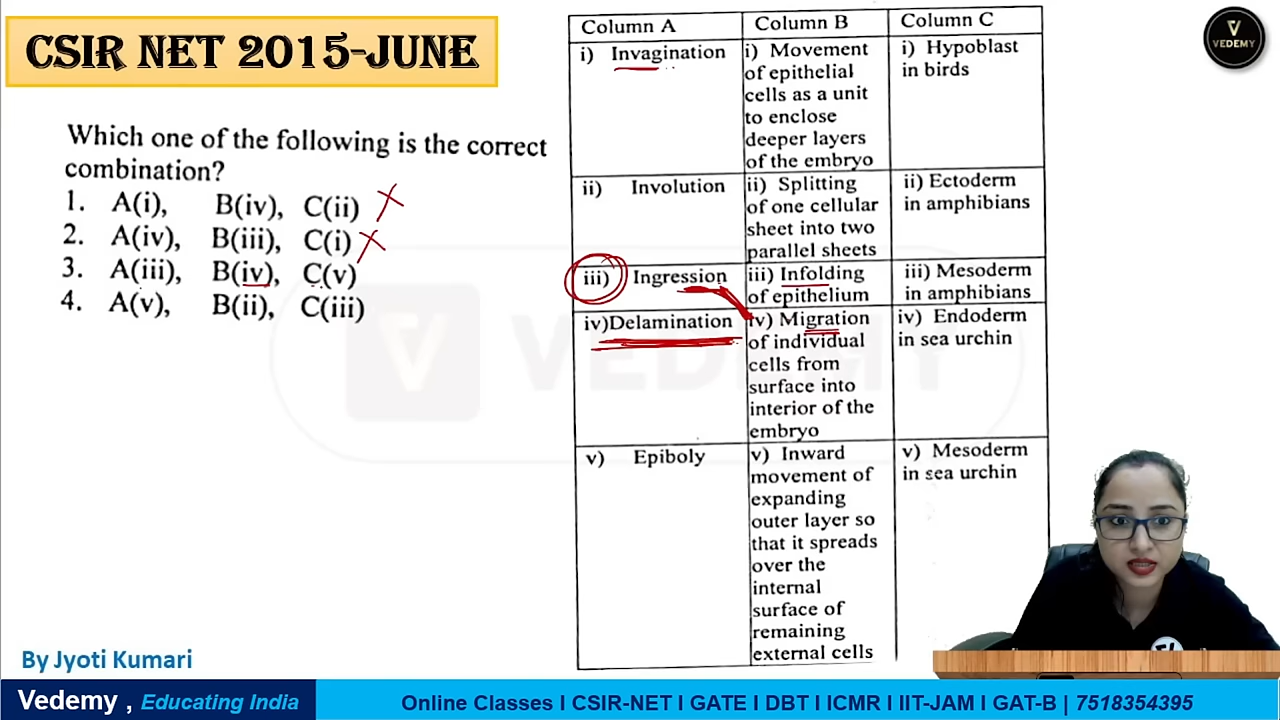 CSIR NET 2015-JUNE
VEDEMY
Which one of the following is the correct
combination?
1. A(i), B(iv), C(ii)
2. A(iv), B(iii), C(i)
3. A(iii), B(iv), C(v)
4. A(v), B(ii), C(iii)
Column A
Column B
Column C
i) Invagination
i) Movement
of epithelial
cells as a unit
to enclose
deeper layers
of the embryo
i) Hypoblast
in birds
ii) Involution
ii) Splitting
of one cellular
sheet into two
parallel sheets
ii) Ectoderm
in amphibians
iii) Ingression
iii) Infolding
of epithelium
iii) Mesoderm
in amphibians
iv)Delamination
iv) Migration
of individual
cells from
surface into
interior of the
embryo
iv) Endoderm
in sea urchin
v) Epiboly
v) Inward
movement of
expanding
outer layer so
that it spreads
over the
internal
surface of
remaining
external cells
v) Mesoderm
in sea urchin
VEDEMY
By Jyoti Kumari
Vedemy , Educating India
Online Classes I CSIR-NET I GATE I DBT I ICMR I IIT-JAM I GAT-B | 7518354395